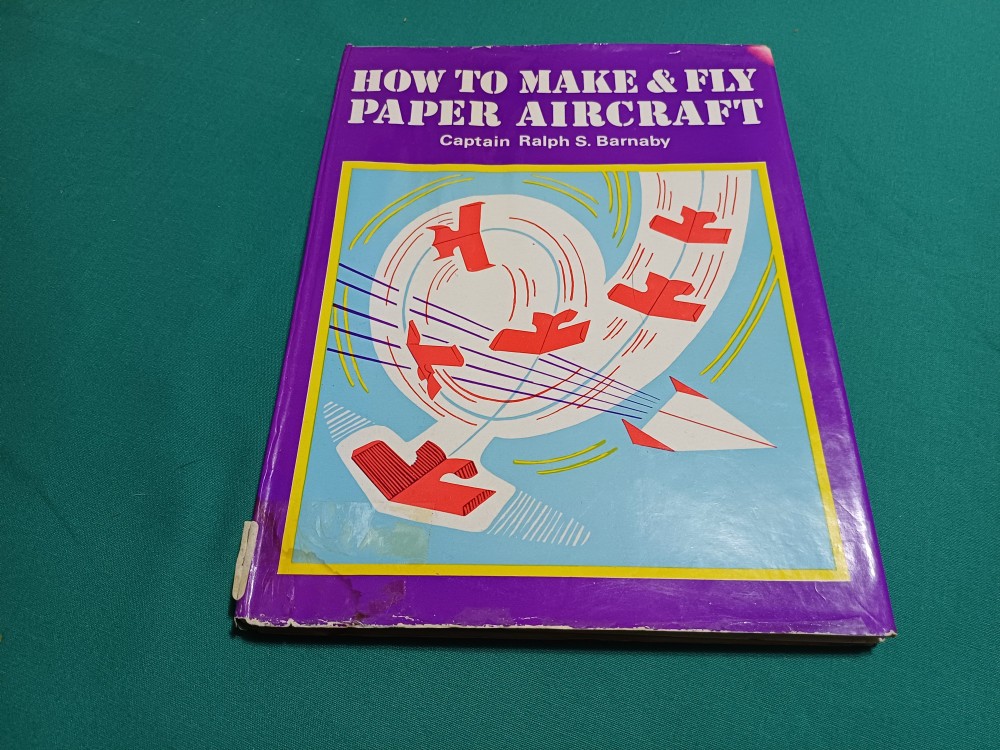 HOW TO MAKE & FLY
PAPER AIRCRAFT
Captain Ralph S. Barnaby